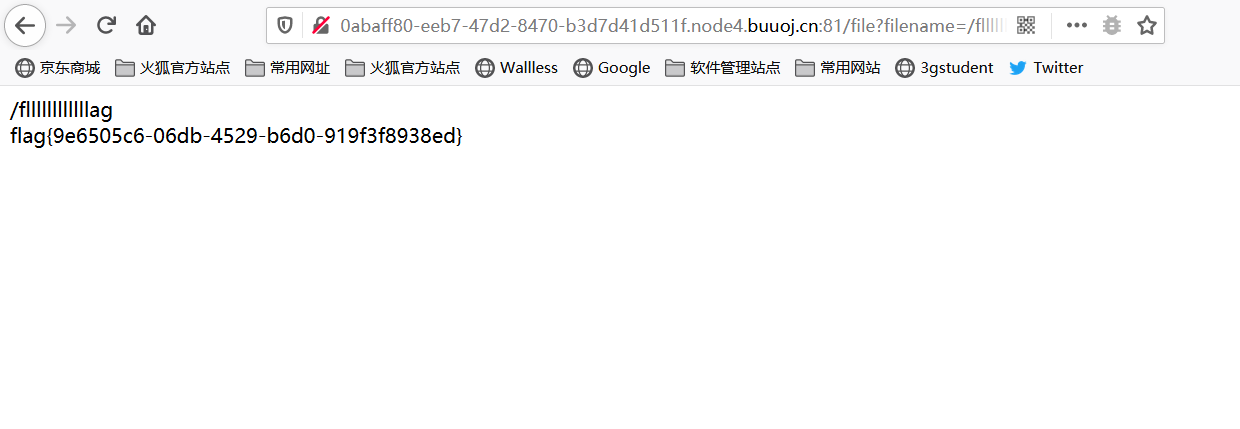 0abaff80-eeb7-47d2-8470-b3d7d41d511f.node4.buuoj.cn:81/file?filename=/fllllll
京东商城 火狐官方站点 常用网址 火狐官方站点 Wallless Google 软件管理站点 常用网站 3gstudent Twitter
/fllllllllllllag
flag{9e6505c6-06db-4529-b6d0-919f3f8938ed}